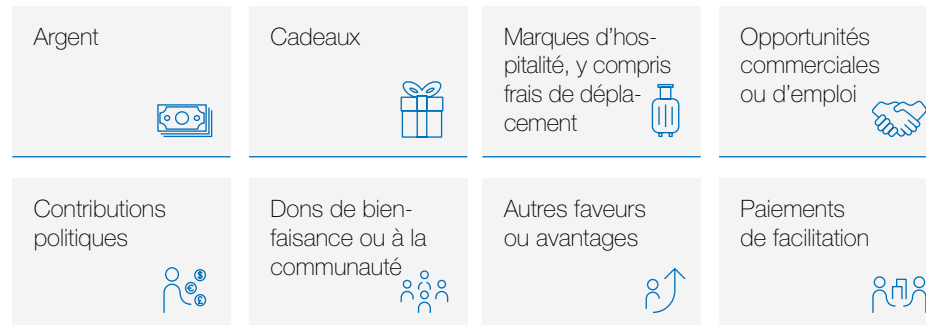 Argent
Cadeaux
Marques d'hos-
pitalité, y compris
frais de dépla-
cement
Opportunités
commerciales
ou d'emploi
Contributions
politiques
$
€
£
Dons de bien-
faisance ou à la
communauté
Autres faveurs
ou avantages
Paiements
de facilitation